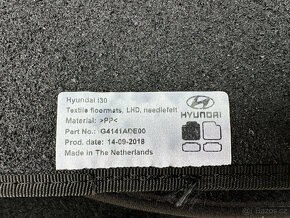 Hyundai i30
Textile floormats, LHD, needlefelt
Material: >PP<
Part No.: G4141ADE00
Prod. date: 14-09-2018
Made in The Netherlands
HYUNDAI